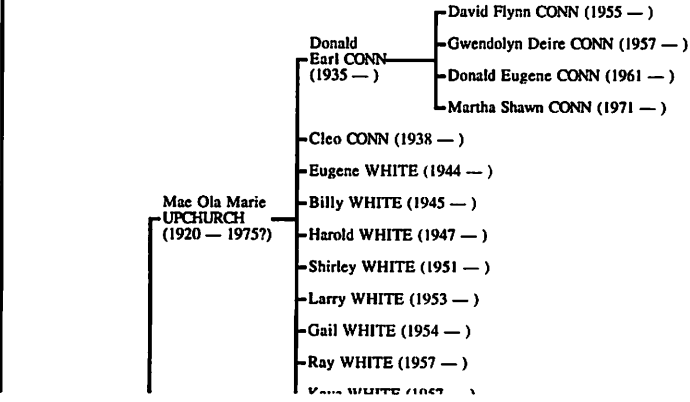 David Flynn CONN (1955 — )
Donald
Earl CONN
(1935 — )
Gwendolyn Deire CONN (1957 — )
Donald Eugene CONN (1961 — )
Martha Shawn CONN (1971 — )
Cleo CONN (1938 — )
Eugene WHITE (1944 — )
Mae Ola Marie
UPCHURCH
(1920 — 1975?)
Billy WHITE (1945 — )
Harold WHITE (1947 — )
Shirley WHITE (1951 — )
Larry WHITE (1953 — )
Gail WHITE (1954 — )
Ray WHITE (1957 — )
WHITE (1957 — )